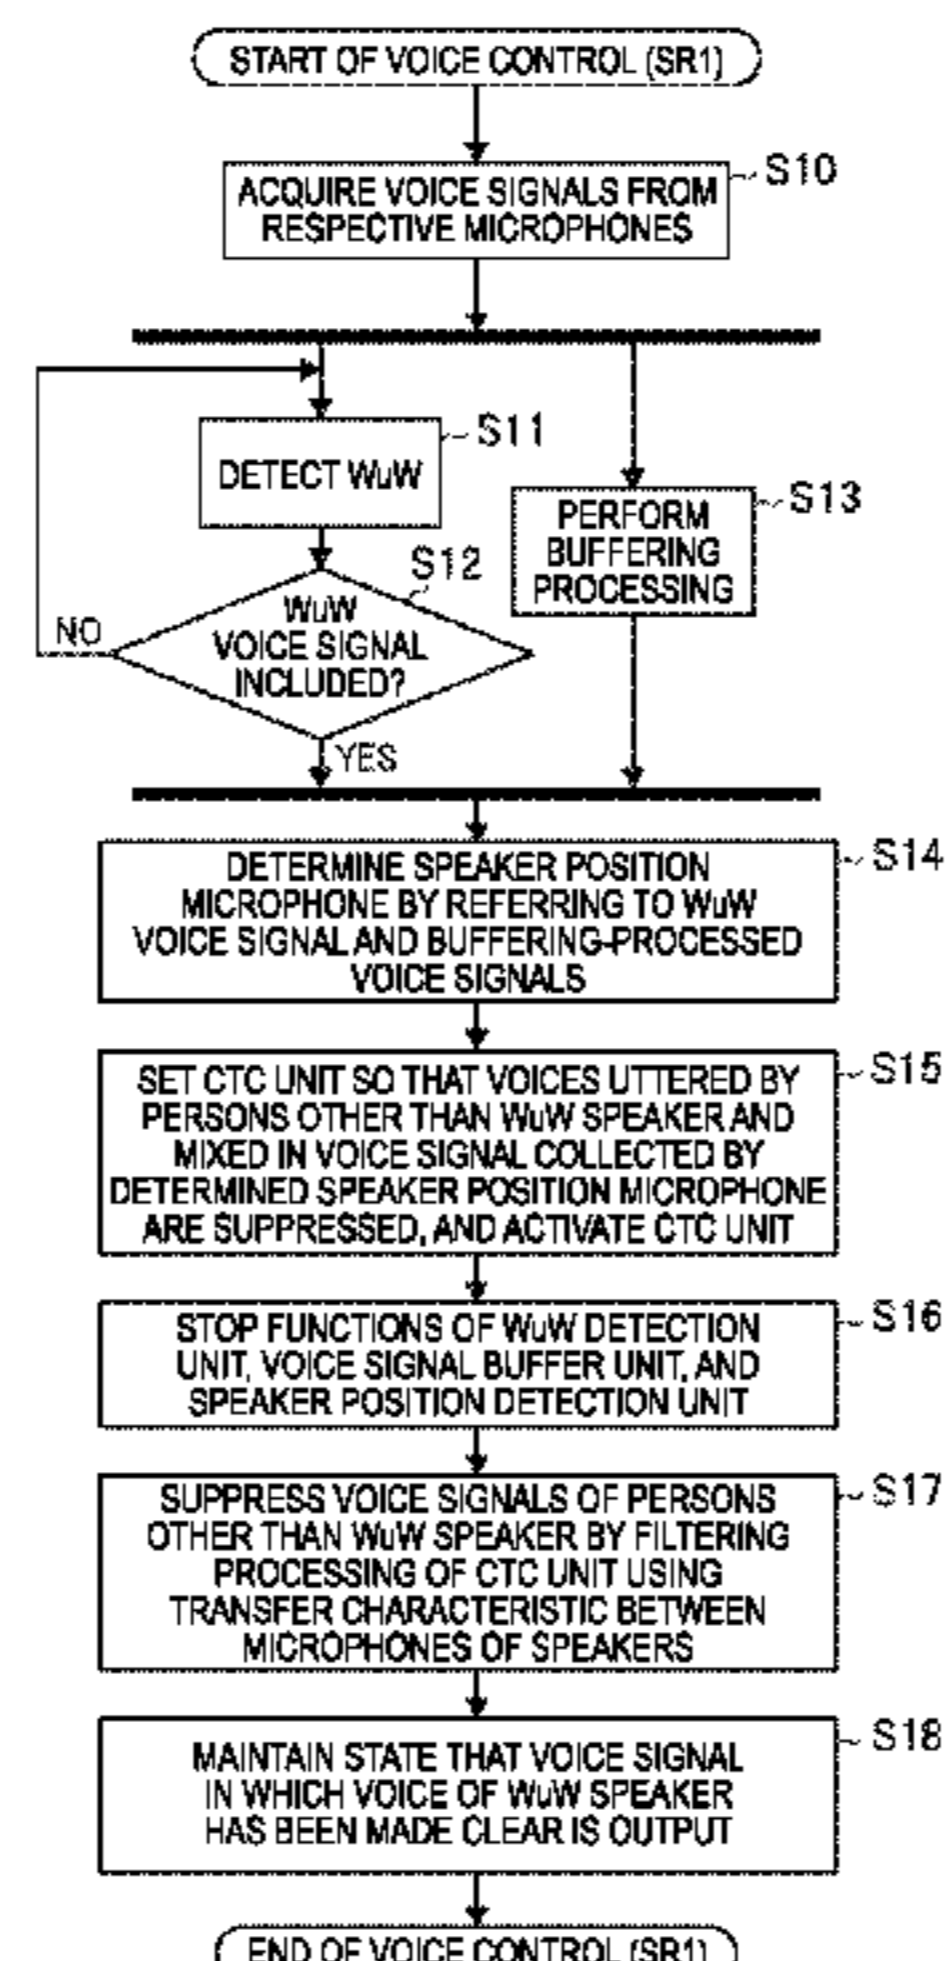 START OF VOICE CONTROL (SR1)
S10
ACQUIRE VOICE SIGNALS FROM
RESPECTIVE MICROPHONES
S11
DETECT WuW
S13
PERFORM
BUFFERING
PROCESSING
S12
WuW
VOICE SIGNAL
INCLUDED?
NO
YES
S14
DETERMINE SPEAKER POSITION
MICROPHONE BY REFERRING TO WuW
VOICE SIGNAL AND BUFFERING-PROCESSED
VOICE SIGNALS
S15
SET CTC UNIT SO THAT VOICES UTTERED BY
PERSONS OTHER THAN WuW SPEAKER AND
MIXED IN VOICE SIGNAL COLLECTED BY
DETERMINED SPEAKER POSITION MICROPHONE
ARE SUPPRESSED, AND ACTIVATE CTC UNIT
S16
STOP FUNCTIONS OF WuW DETECTION
UNIT, VOICE SIGNAL BUFFER UNIT, AND
SPEAKER POSITION DETECTION UNIT
S17
SUPPRESS VOICE SIGNALS OF PERSONS
OTHER THAN WuW SPEAKER BY FILTERING
PROCESSING OF CTC UNIT USING
TRANSFER CHARACTERISTIC BETWEEN
MICROPHONES OF SPEAKERS
S18
MAINTAIN STATE THAT VOICE SIGNAL
IN WHICH VOICE OF WuW SPEAKER
HAS BEEN MADE CLEAR IS OUTPUT
END OF VOICE CONTROL (SR1)